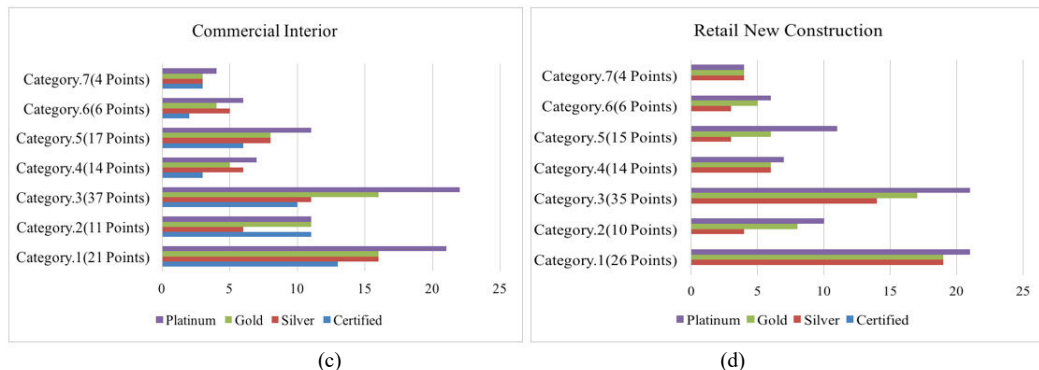 Commercial Interior
Category.7(4 Points)
Category.6(6 Points)
Category.5(17 Points)
Category.4(14 Points)
Category.3(37 Points)
Category.2(11 Points)
Category.1(21 Points)
0 5 10 15 20 25
Platinum Gold Silver Certified
(c)
Retail New Construction
Category.7(4 Points)
Category.6(6 Points)
Category.5(15 Points)
Category.4(14 Points)
Category.3(35 Points)
Category.2(10 Points)
Category.1(26 Points)
0 5 10 15 20 25
Platinum Gold Silver Certified
(d)